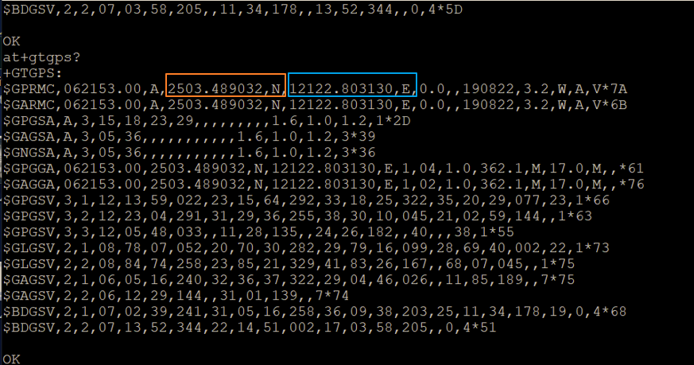 $BDGSV,2,2,07,03,58,205,,11,34,178,,13,52,344,,0,4*5D
OK
at+gtgps?
+GTGPS:
$GPRMC,062153.00,A,2503.489032,N,12122.803130,E,0.0,,190822,3.2,W,A,V*7A
$GARMC,062153.00,A,2503.489032,N,12122.803130,E,0.0,,190822,3.2,W,A,V*6B
$GPGSA,A,3,15,18,23,29,,,,,,,,,1.6,1.0,1.2,1*2D
$GAGSA,A,3,05,36,,,,,,,,,,,1.6,1.0,1.2,3*39
$GNGSA,A,3,05,36,,,,,,,,,,,1.6,1.0,1.2,3*36
$GPGGA,062153.00,2503.489032,N,12122.803130,E,1,04,1.0,362.1,M,17.0,M,,*61
$GAGGA,062153.00,2503.489032,N,12122.803130,E,1,02,1.0,362.1,M,17.0,M,,*76
$GPGSV,3,1,12,13,59,022,23,15,64,292,33,18,25,322,35,20,29,077,23,1*66
$GPGSV,3,2,12,23,04,291,31,29,36,255,38,30,10,045,21,02,59,144,,1*63
$GPGSV,3,3,12,05,48,033,,11,28,135,,24,26,182,,40,,,38,1*55
$GLGSV,2,1,08,78,07,052,20,70,30,282,29,79,16,099,28,69,40,002,22,1*73
$GLGSV,2,2,08,84,74,258,23,85,21,329,41,83,26,167,,68,07,045,,1*75
$GAGSV,2,1,06,05,16,240,32,36,37,322,29,04,46,026,,11,85,189,,7*75
$GAGSV,2,2,06,12,29,144,,31,01,139,,7*74
$BDGSV,2,1,07,02,39,241,31,05,16,258,36,09,38,203,25,11,34,178,19,0,4*68
$BDGSV,2,2,07,13,52,344,22,14,51,002,17,03,58,205,,0,4*51
OK